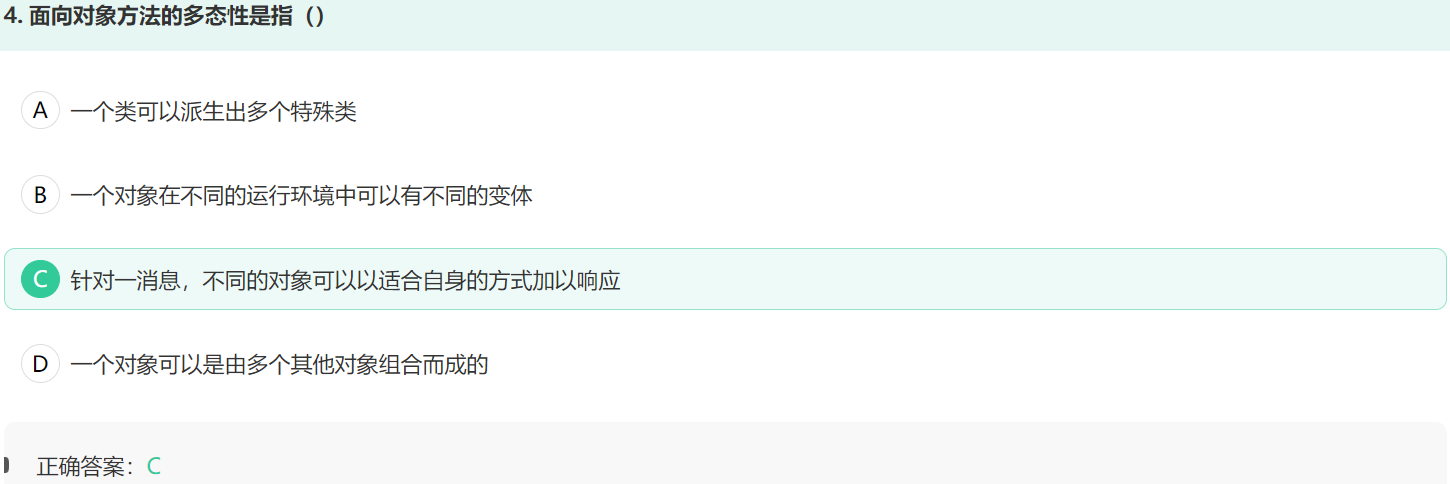 4. 面向对象方法的多态性是指（）
A 一个类可以派生出多个特殊类
B 一个对象在不同的运行环境中可以有不同的变体
C 针对一消息，不同的对象可以以适合自身的方式加以响应
D 一个对象可以是由多个其他对象组合而成的
正确答案：C